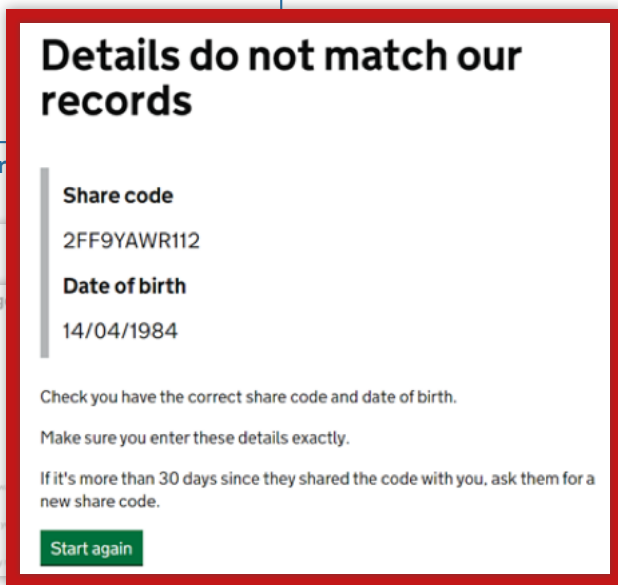 Details do not match our
records
Share code
2FF9YAWR112
Date of birth
14/04/1984
Check you have the correct share code and date of birth.
Make sure you enter these details exactly.
If it's more than 30 days since they shared the code with you, ask them for a
new share code.
Start again